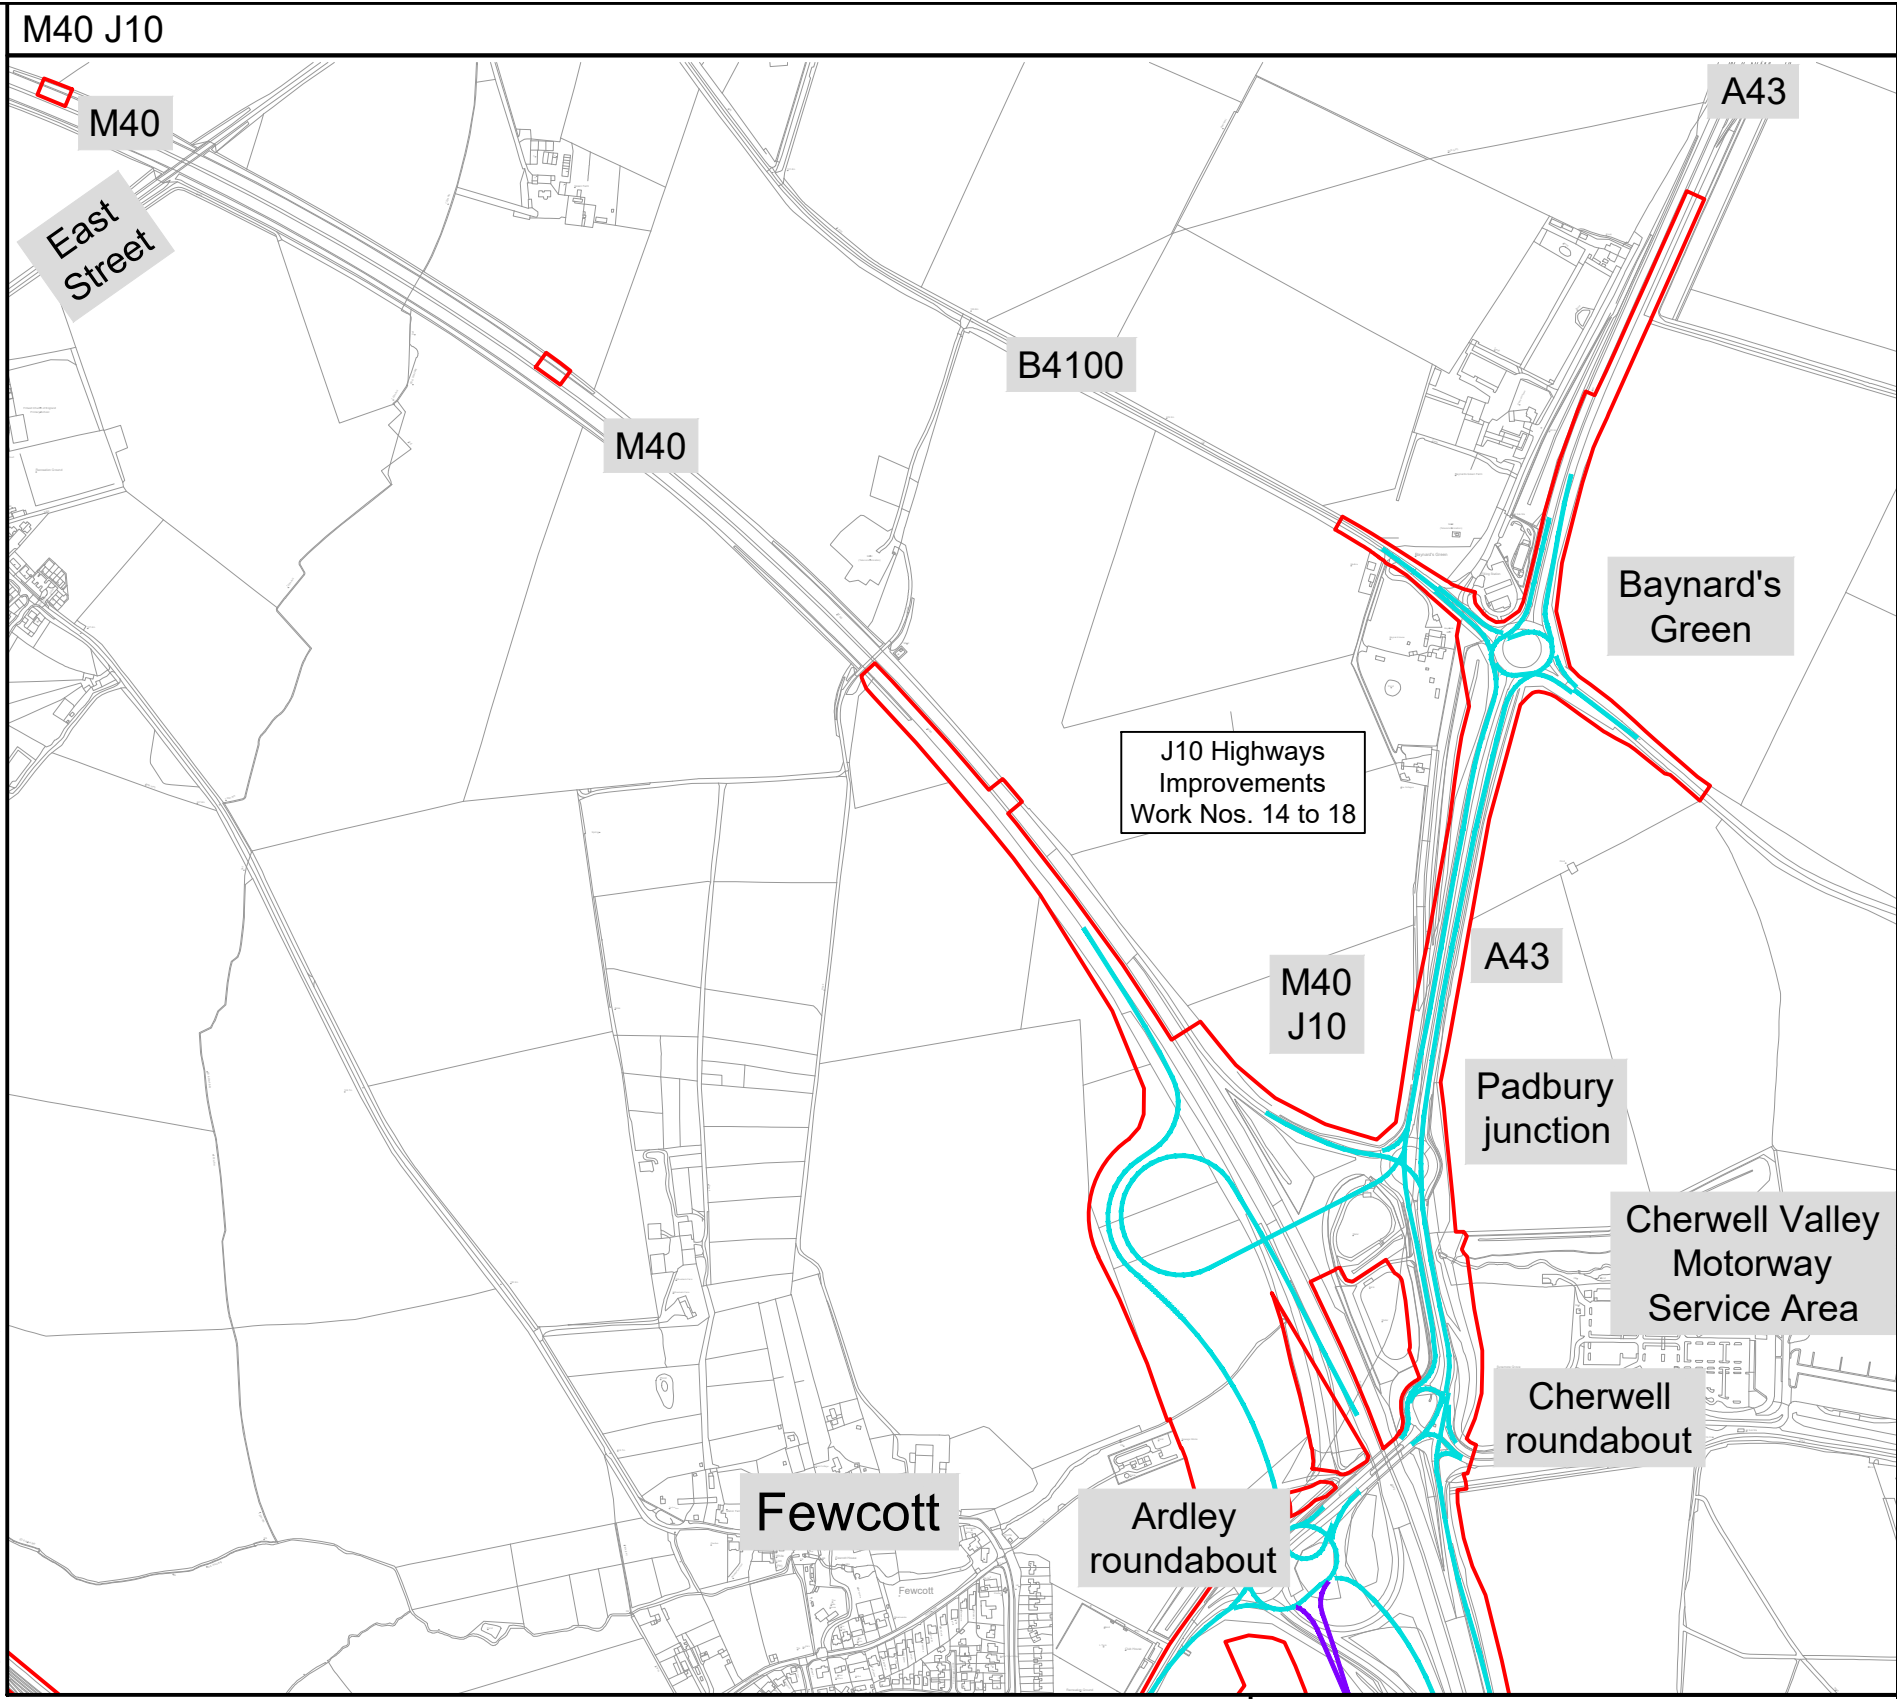 M40 J10
A43
M40
East
Street
B4100
M40
Baynard's
Green
J10 Highways
Improvements
Work Nos. 14 to 18
A43
M40
J10
Padbury
junction
Cherwell Valley
Motorway
Service Area
Cherwell
roundabout
Fewcott
Ardley
roundabout
Fewcott